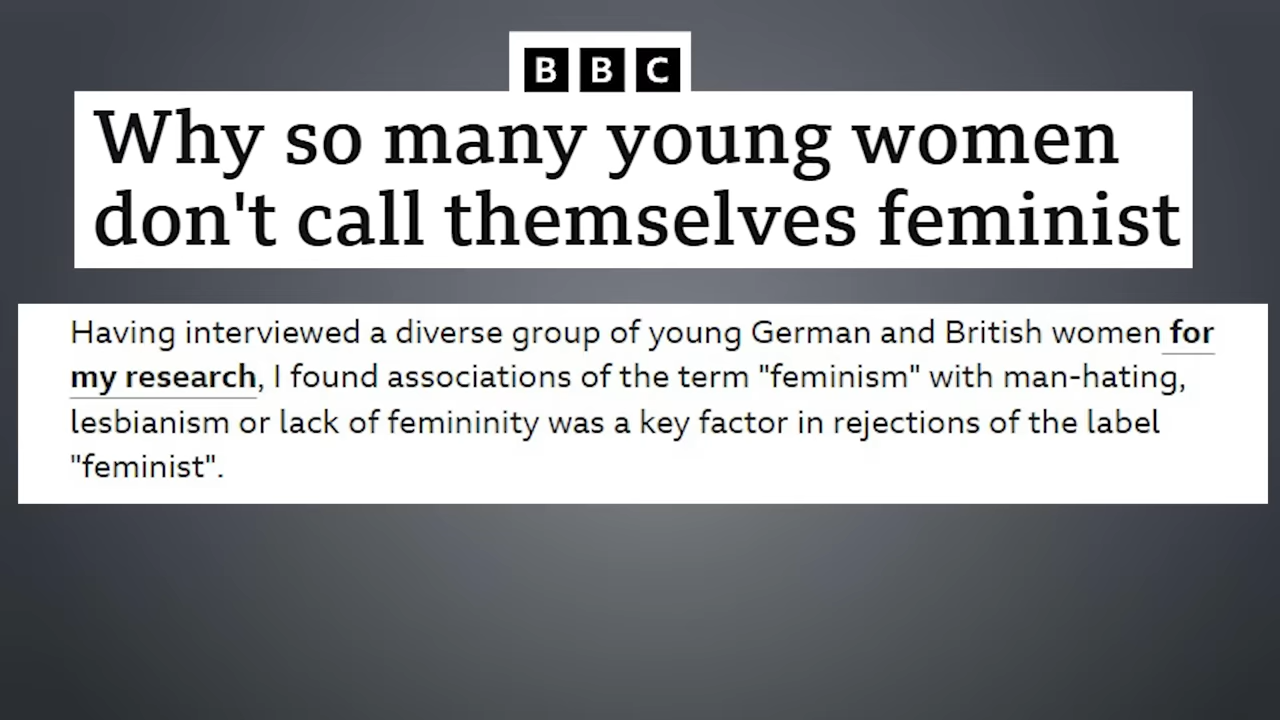 BBC
Why so many young women
don't call themselves feminist
Having interviewed a diverse group of young German and British women for
my research, I found associations of the term "feminism" with man-hating,
lesbianism or lack of femininity was a key factor in rejections of the label
"feminist".